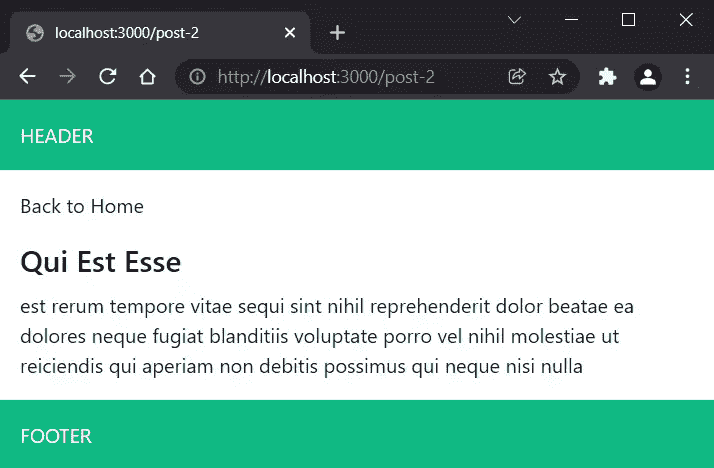 localhost:3000/post-2
http://localhost:3000/post-2
HEADER
Back to Home
Qui Est Esse
est rerum tempore vitae sequi sint nihil reprehenderit dolor beatae ea
dolores neque fugiat blanditiis voluptate porro vel nihil molestiae ut
reiciendis qui aperiam non debitis possimus qui neque nisi nulla
FOOTER